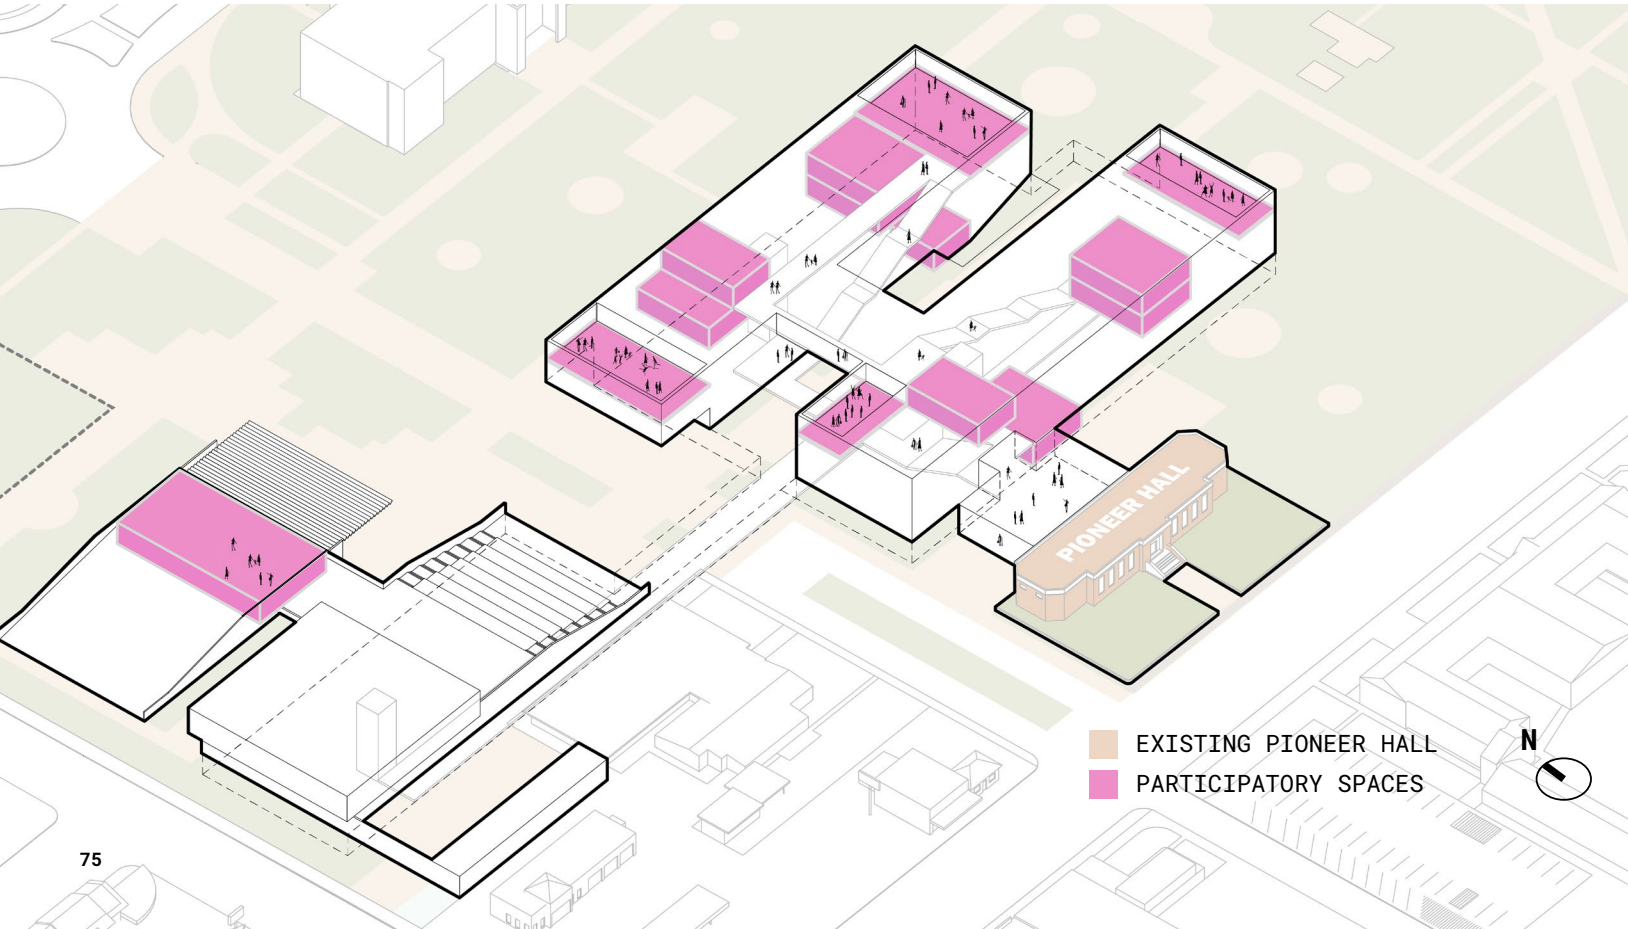 PIONEER HALL
EXISTING PIONEER HALL
PARTICIPATORY SPACES
N
75